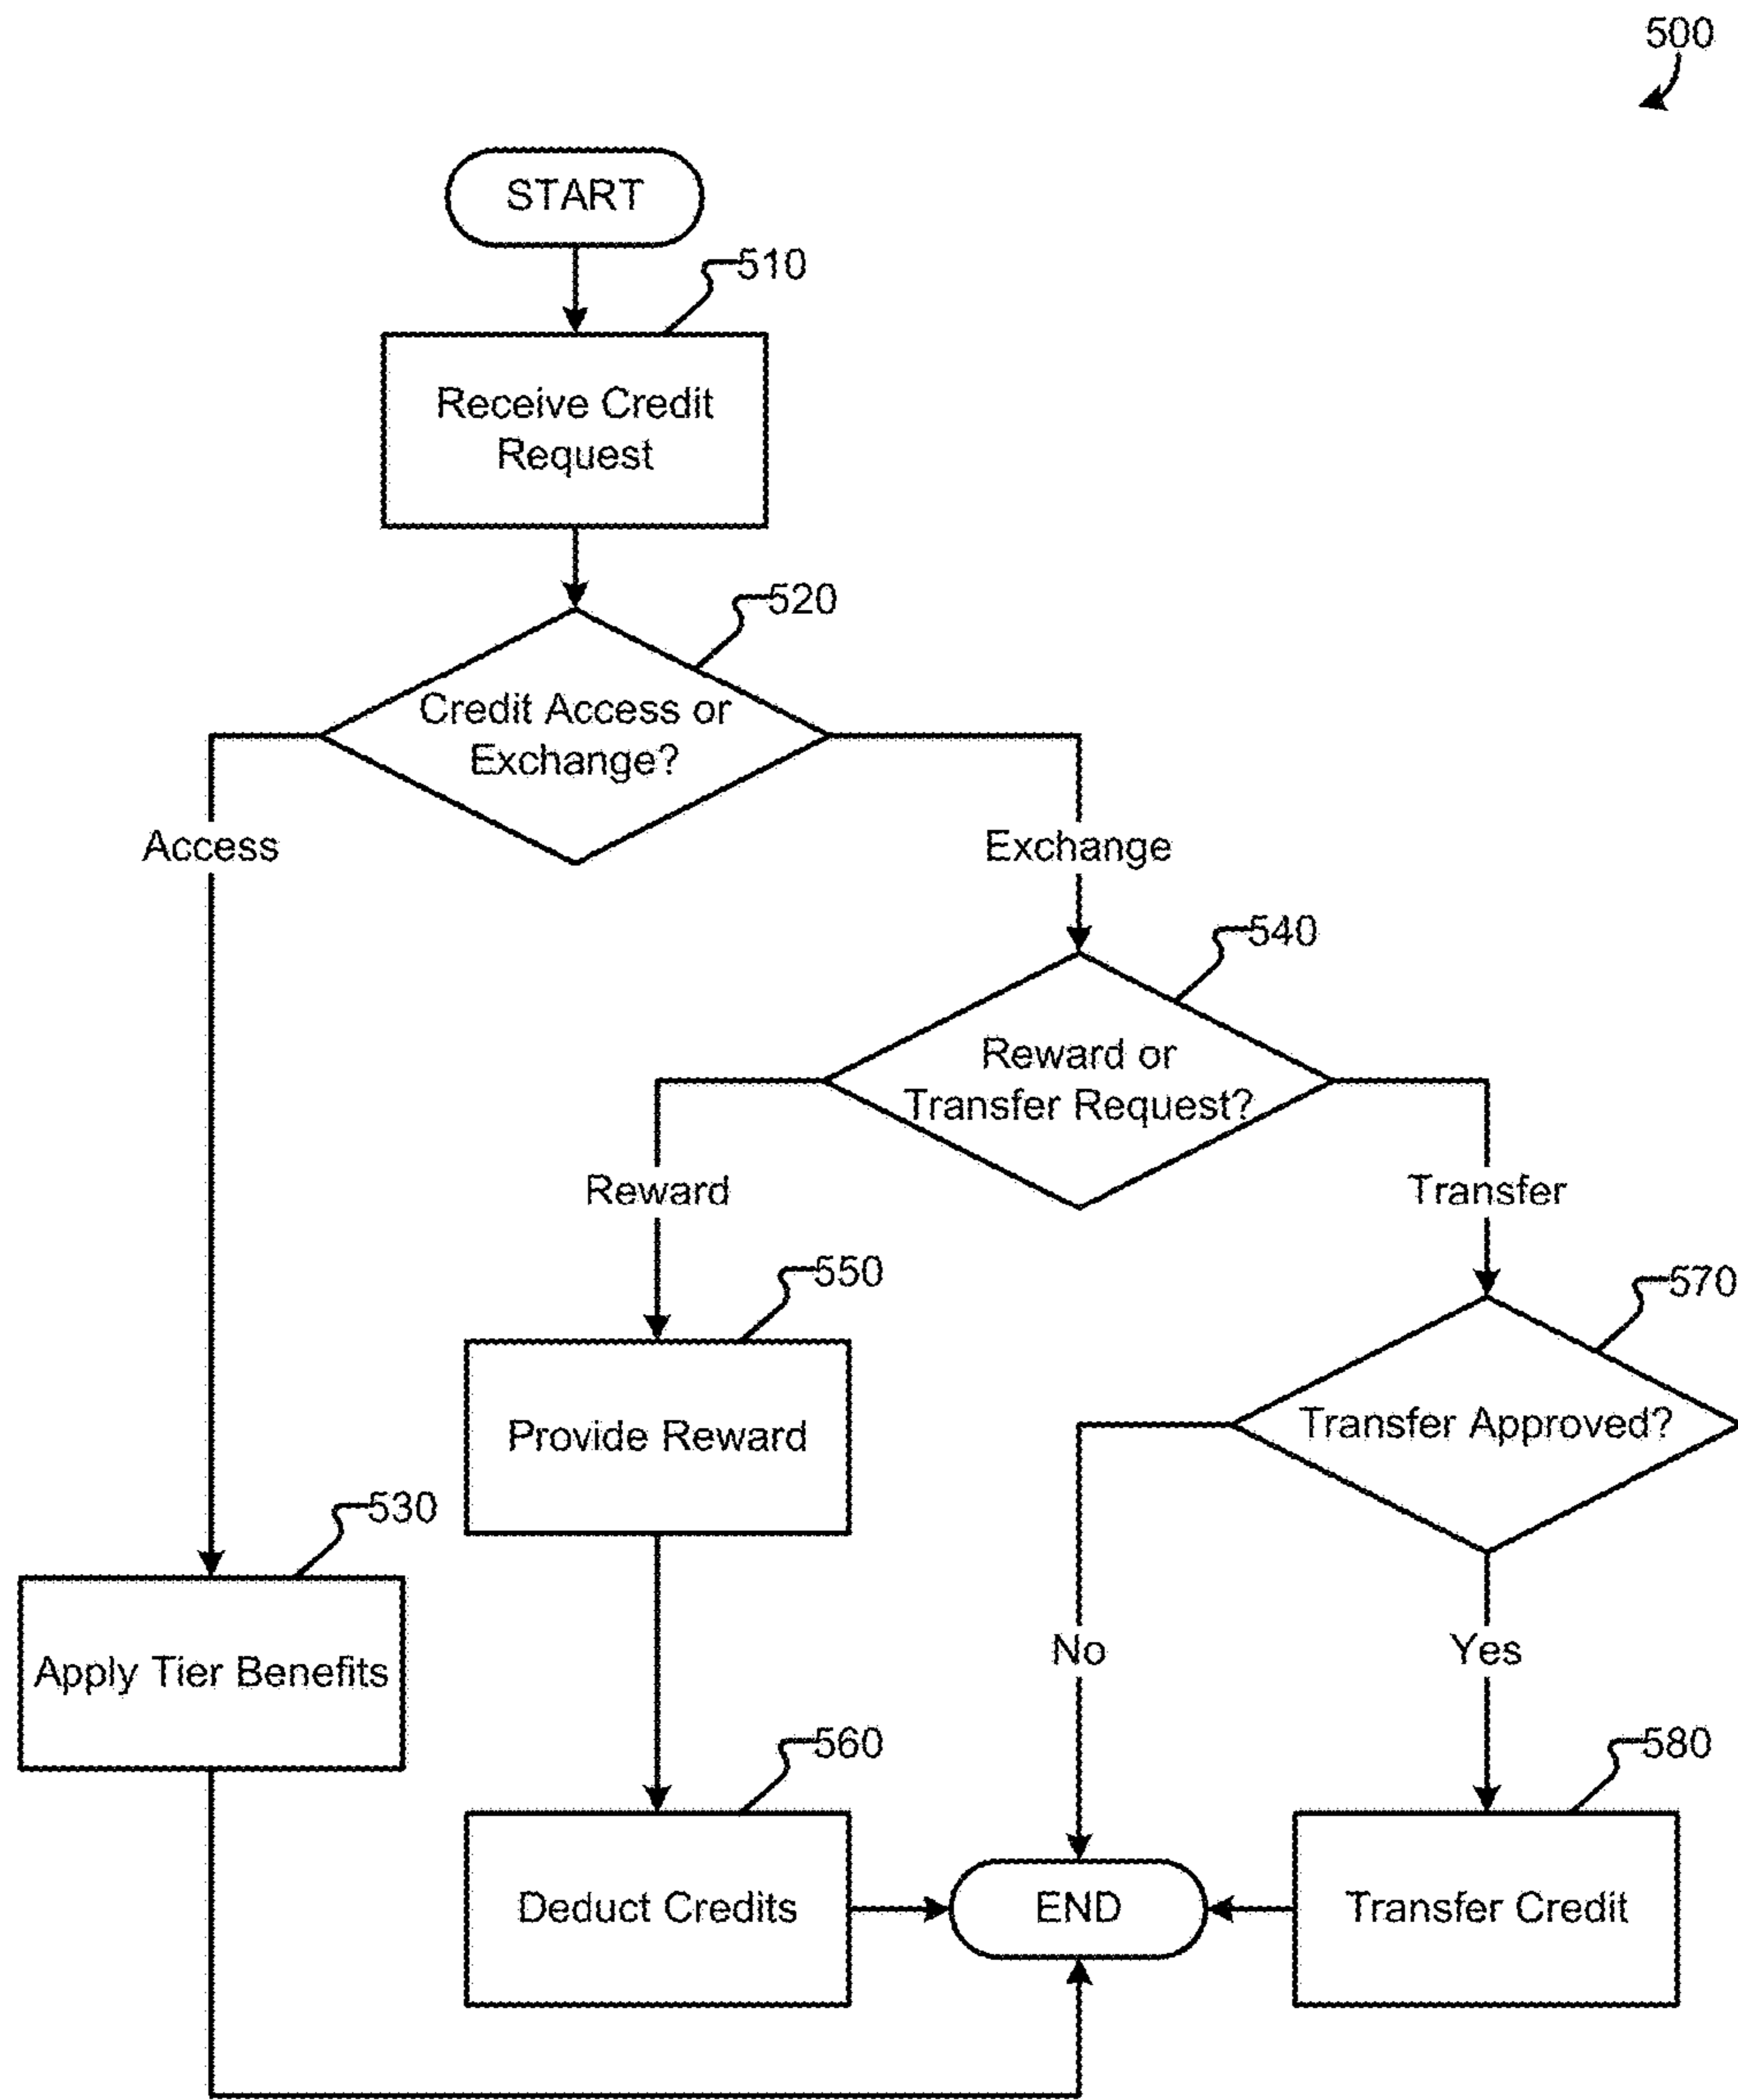 500
START
510
Receive Credit
Request
520
Credit Access or
Exchange?
Access
Exchange
540
Reward or
Transfer Request?
Reward
Transfer
550
570
Provide Reward
Transfer Approved?
530
Apply Tier Benefits
No
Yes
560
580
Deduct Credits
END
Transfer Credit